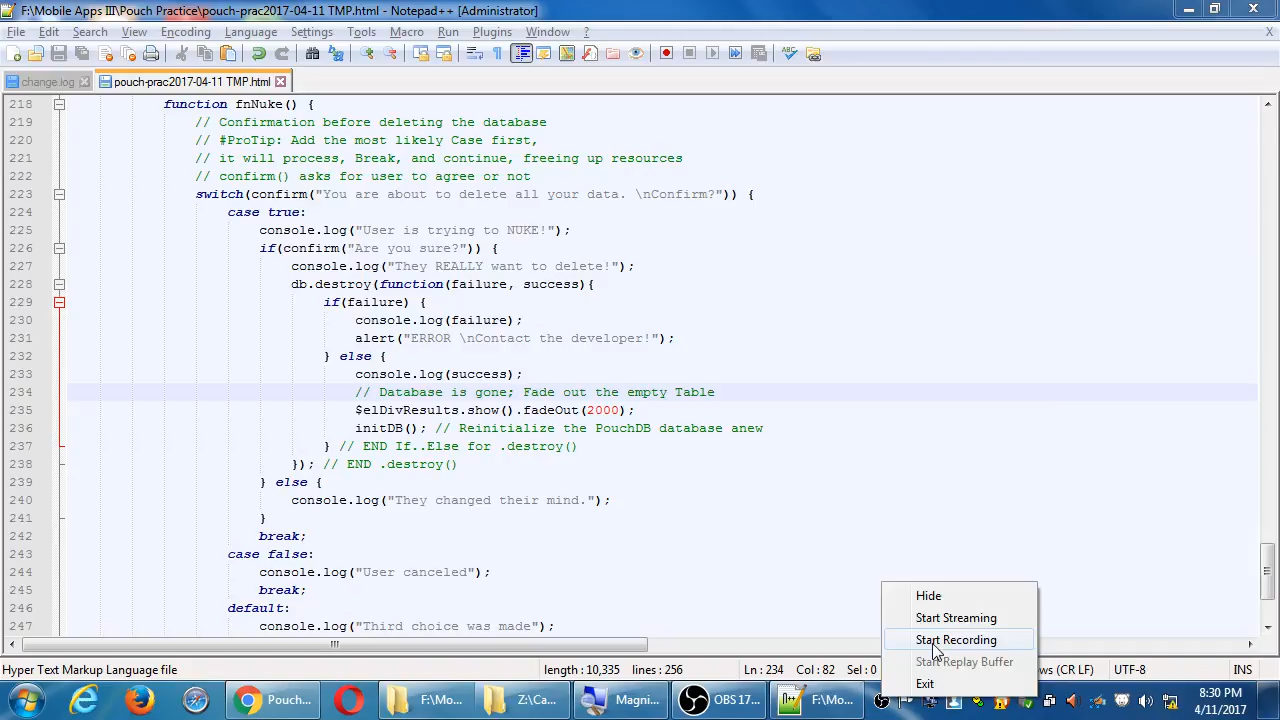 F:\Mobile Apps III\Pouch Practice\pouch-prac2017-04-11 TMP.html - Notepad++ [Administrator]
File Edit Search View Encoding Language Settings Tools Macro Run Plugins Window ? X
change.log pouch-prac2017-04-11 TMP.html
218 function fnNuke() {
219 // Confirmation before deleting the database
220 // #ProTip: Add the most likely Case first,
221 // it will process, Break, and continue, freeing up resources
222 // confirm() asks for user to agree or not
223 switch(confirm("You are about to delete all your data. \nConfirm?")) {
224 case true:
225 console.log("User is trying to NUKE!");
226 if(confirm("Are you sure?")) {
227 console.log("They REALLY want to delete!");
228 db.destroy(function(failure, success){
229 if(failure) {
230 console.log(failure);
231 alert("ERROR \nContact the developer!");
232 } else {
233 console.log(success);
234 // Database is gone; Fade out the empty Table
235 $elDivResults.show().fadeOut(2000);
236 initDB(); // Reinitialize the PouchDB database anew
237 } // END If..Else for .destroy()
238 }); // END .destroy()
239 } else {
240 console.log("They changed their mind.");
241 }
242 break;
243 case false:
244 console.log("User canceled");
245 break;
246 default:
247 console.log("Third choice was made");
Hide
Start Streaming
Start Recording
Start Replay Buffer
Exit
Hyper Text Markup Language file length : 10,335 lines : 256 Ln : 234 Col : 82 Sel : 0 (CR LF) UTF-8 INS
Pouch... F:\Mo... Z:\Ca... Magni... OBS 17... F:\Mo... 8:30 PM
4/11/2017